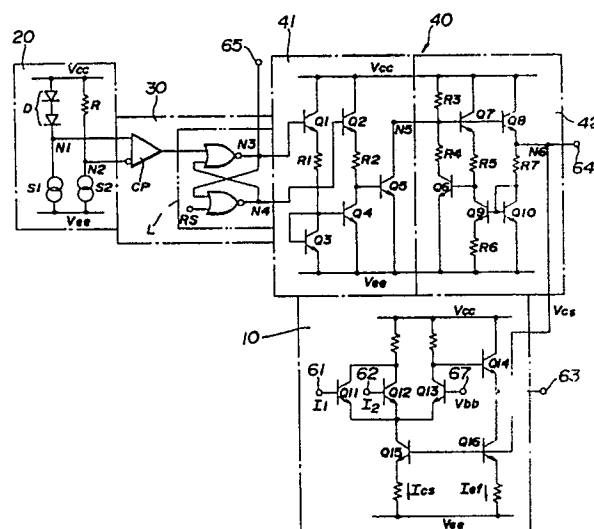 20
65
41
40
Vcc
30
Vcc
D
R
Q1
Q2
R3
Q7
Q8
42
N1
N3
N5
R4
N6
N2
R1
R2
R5
R7
64
CP
Q6
S1
S2
Q5
Vee
L
RS
N4
Q4
Q9
Q10
Q3
R6
Vee
Vcs
10
Vcc
Q14
61
62
67
63
Q11
Q12
Q13
I1
I2
Vbb
Q15
Q16
Ics
Ief
Vee